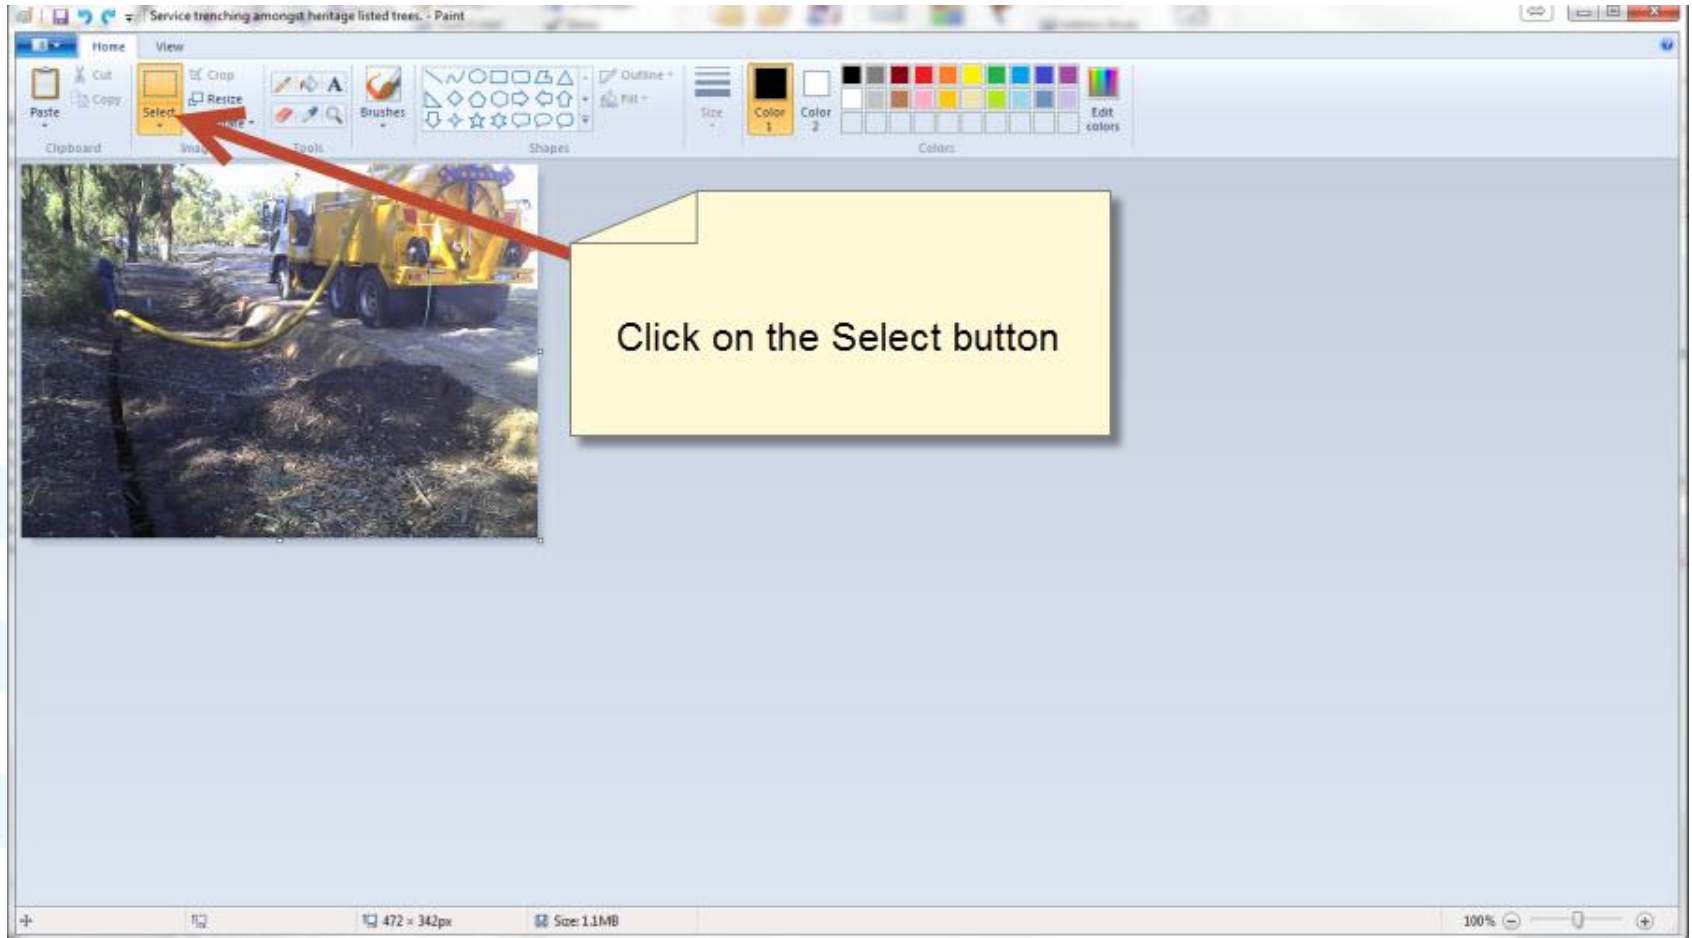 Service trenching amongst heritage listed trees. - Paint
Home View
Cut
Copy
Paste
Clipboard
Select
Crop
Resize
Image
Tools
Brushes
Outline
Fill
Shapes
Size
Color 1
Color 2
Edit colors
Colors
Click on the Select button
472 × 342px
Size: 1.1MB
100%